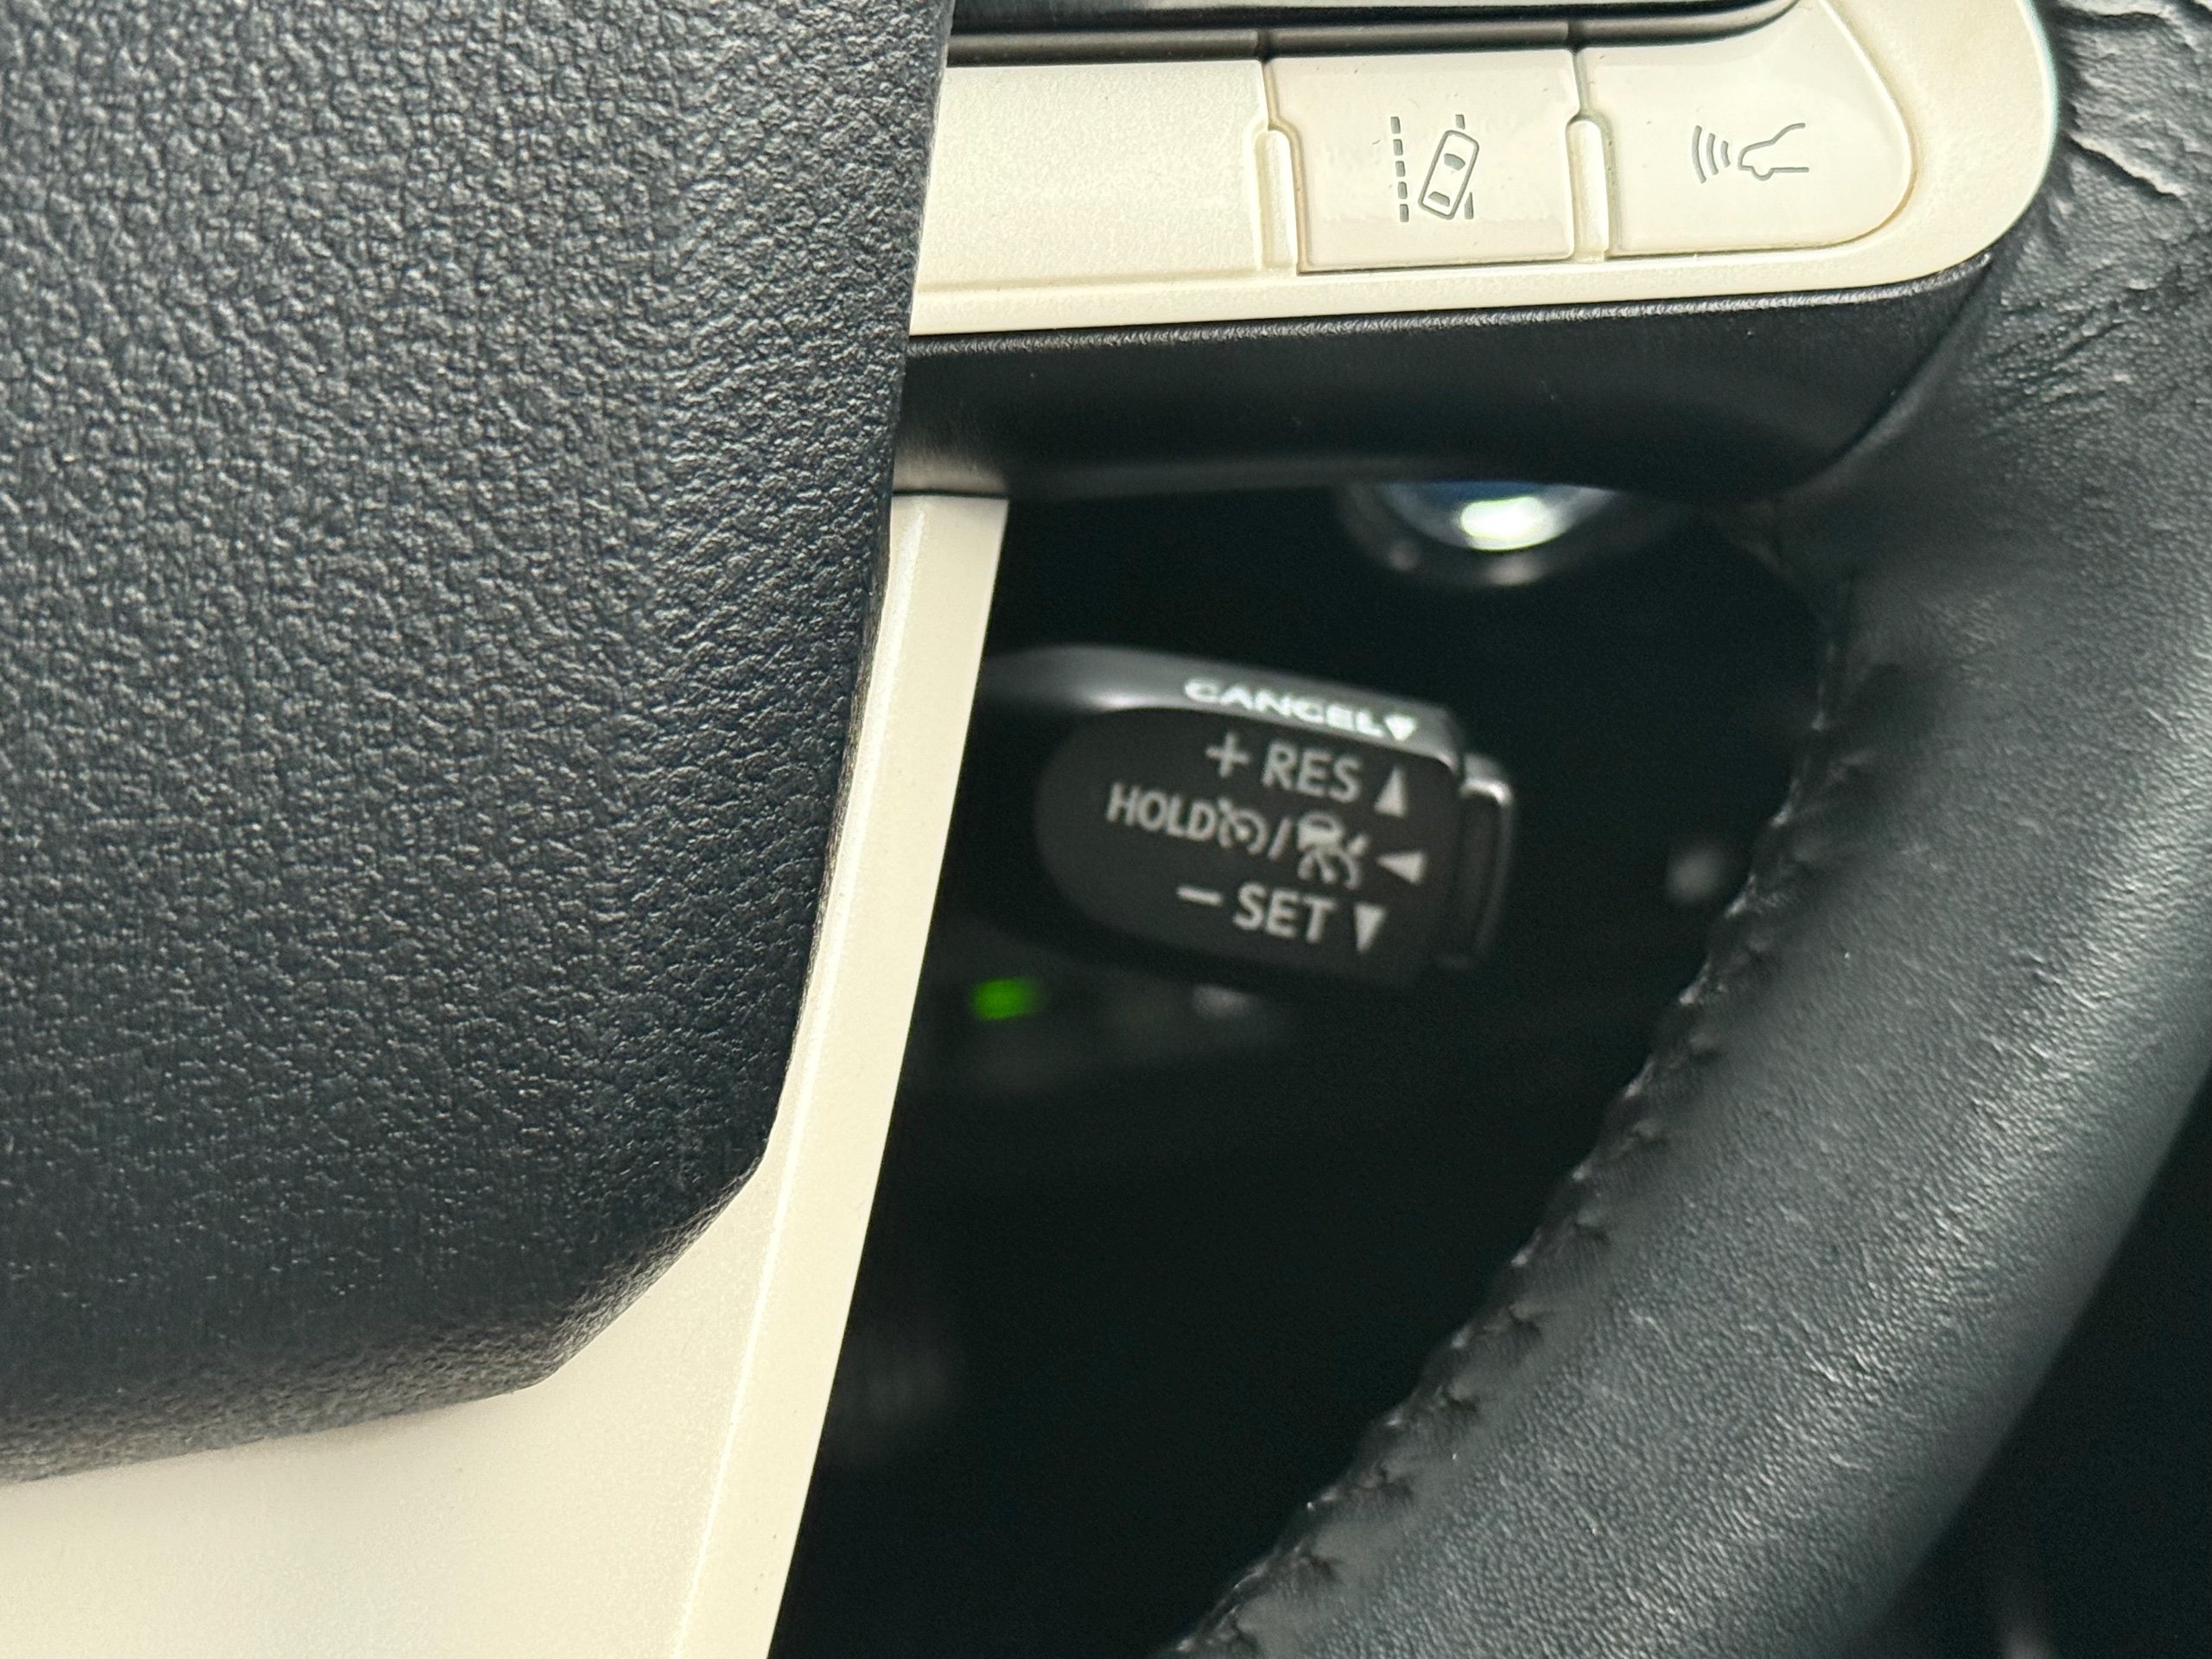 CANCEL▼
+ RES ▲
HOLD / ◀
− SET ▼